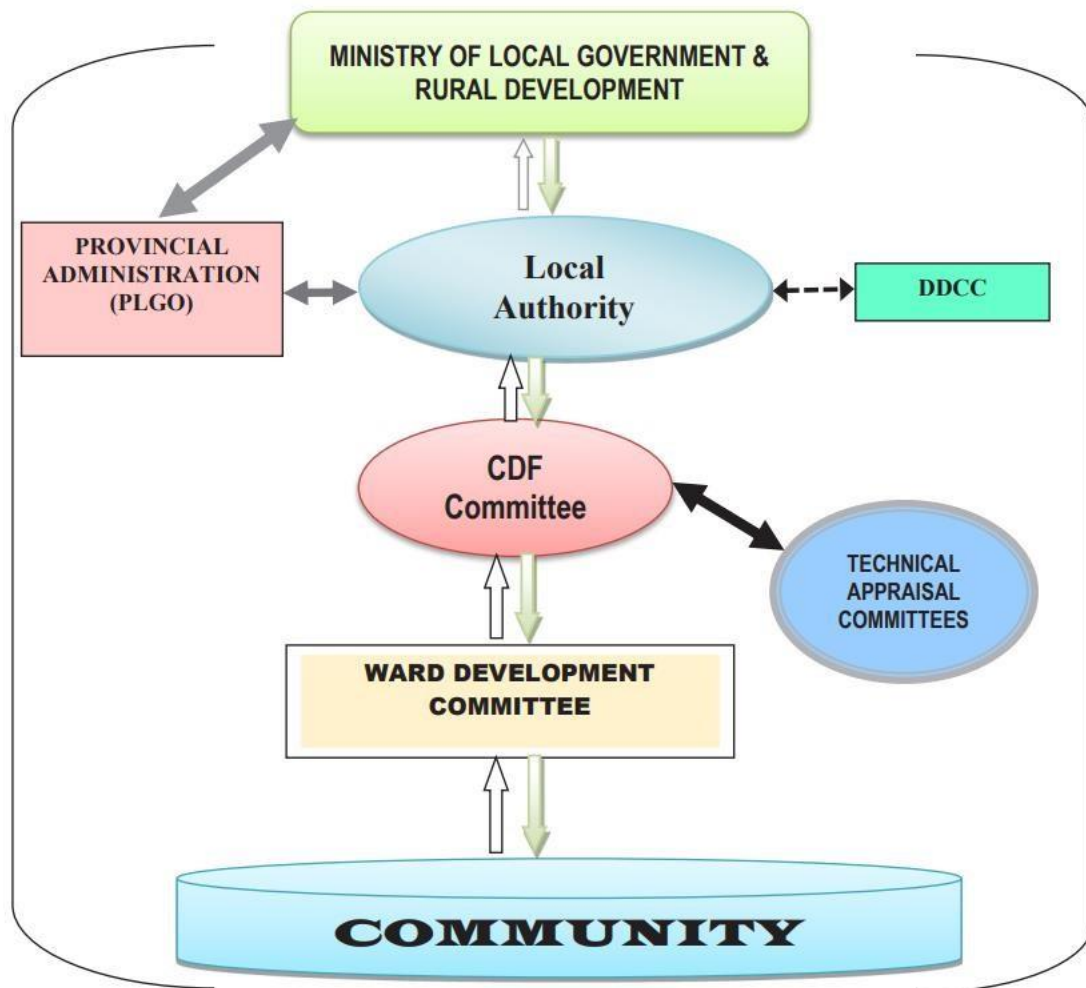 MINISTRY OF LOCAL GOVERNMENT &
RURAL DEVELOPMENT
PROVINCIAL
ADMINISTRATION
(PLGO)
Local
Authority
DDCC
CDF
Committee
TECHNICAL
APPRAISAL
COMMITTEES
WARD DEVELOPMENT
COMMITTEE
COMMUNITY